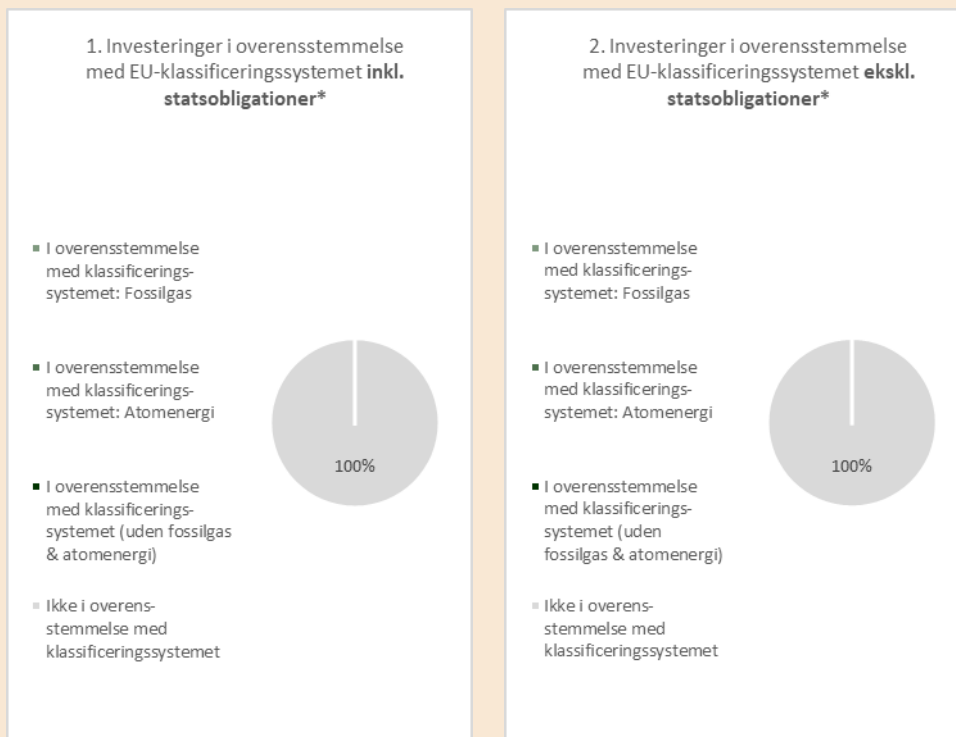 1. Investeringer i overensstemmelse
med EU-klassificeringssystemet inkl.
statsobligationer*
I overensstemmelse
med klassificerings-
systemet: Fossilgas
I overensstemmelse
med klassificerings-
systemet: Atomenergi
I overensstemmelse
med klassificerings-
systemet (uden fossilgas
& atomenergi)
Ikke i overens-
stemmelse med
klassificeringssystemet
100%
2. Investeringer i overensstemmelse
med EU-klassificeringssystemet ekskl.
statsobligationer*
I overensstemmelse
med klassificerings-
systemet: Fossilgas
I overensstemmelse
med klassificerings-
systemet: Atomenergi
I overensstemmelse
med klassificerings-
systemet (uden
fossilgas & atomenergi)
Ikke i overens-
stemmelse med
klassificeringssystemet
100%